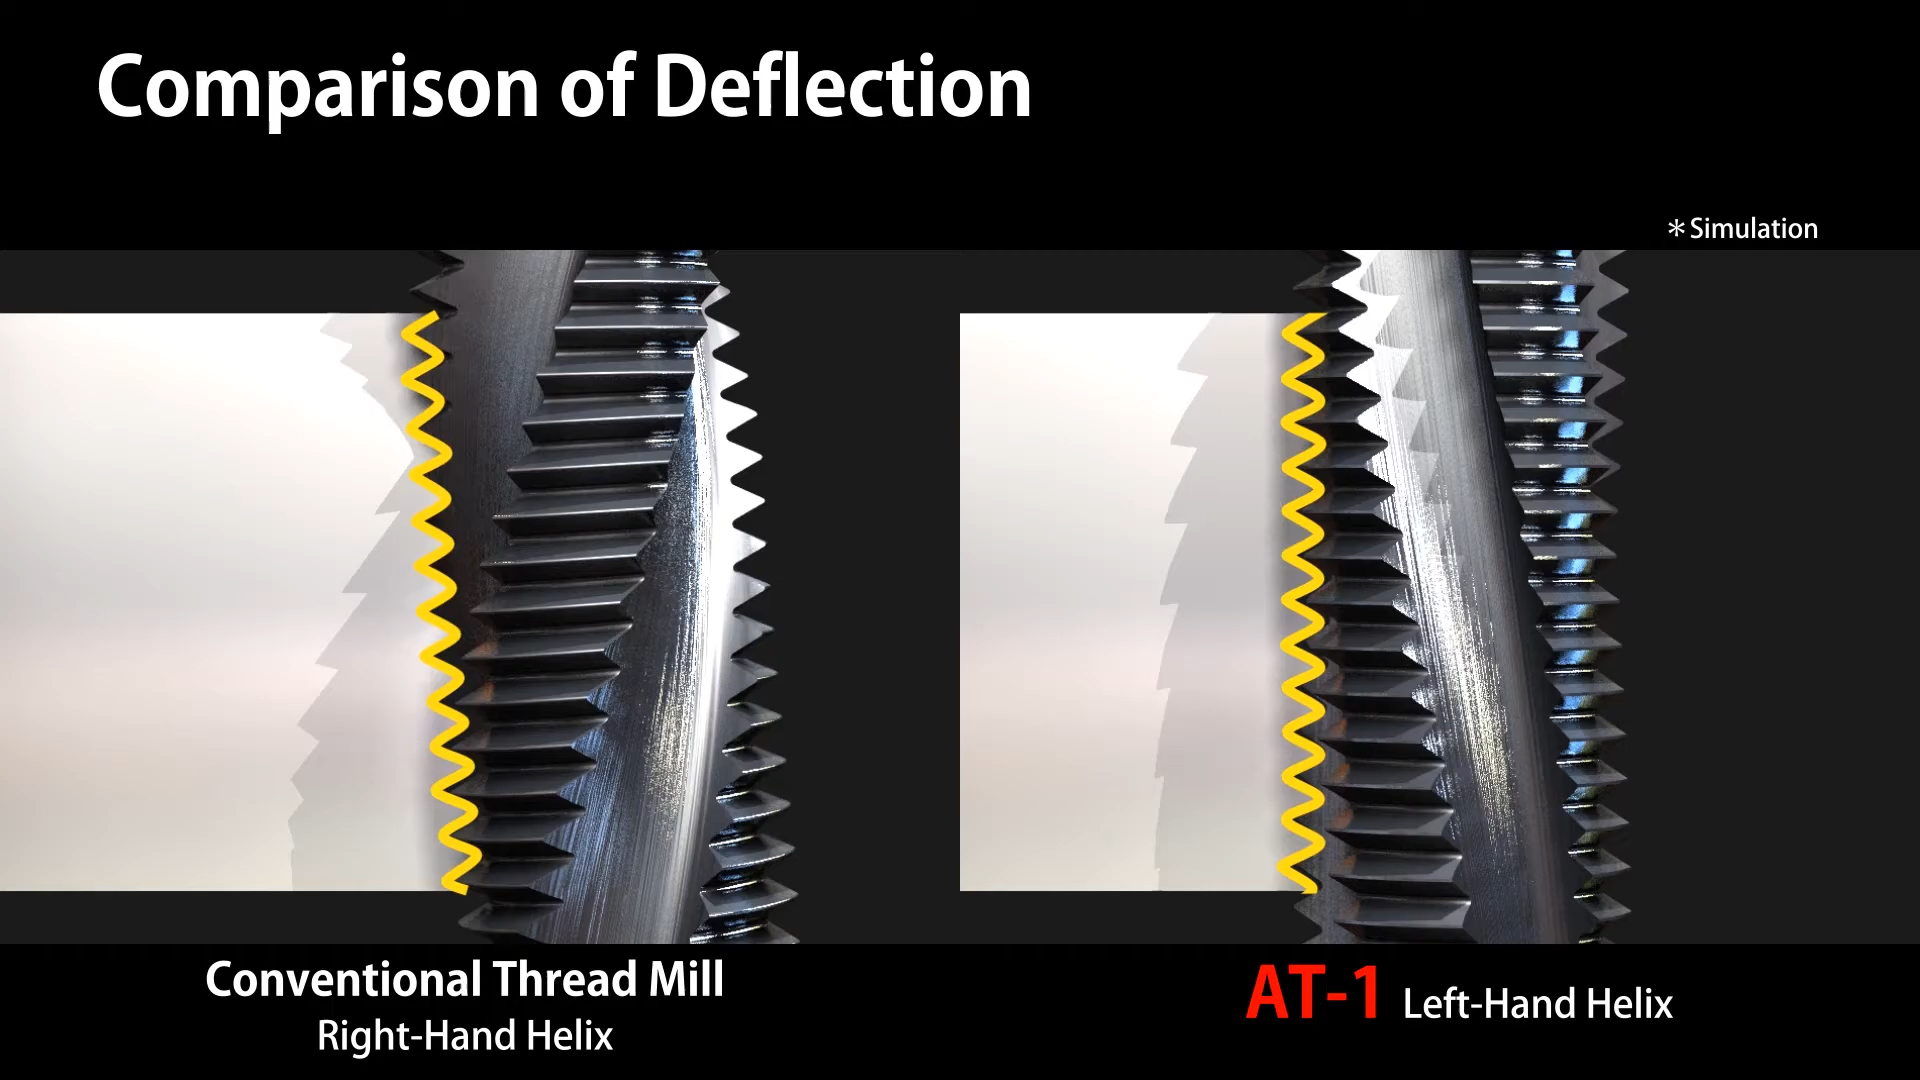 Comparison of Deflection
*Simulation
Conventional Thread Mill
Right-Hand Helix
AT-1 Left-Hand Helix